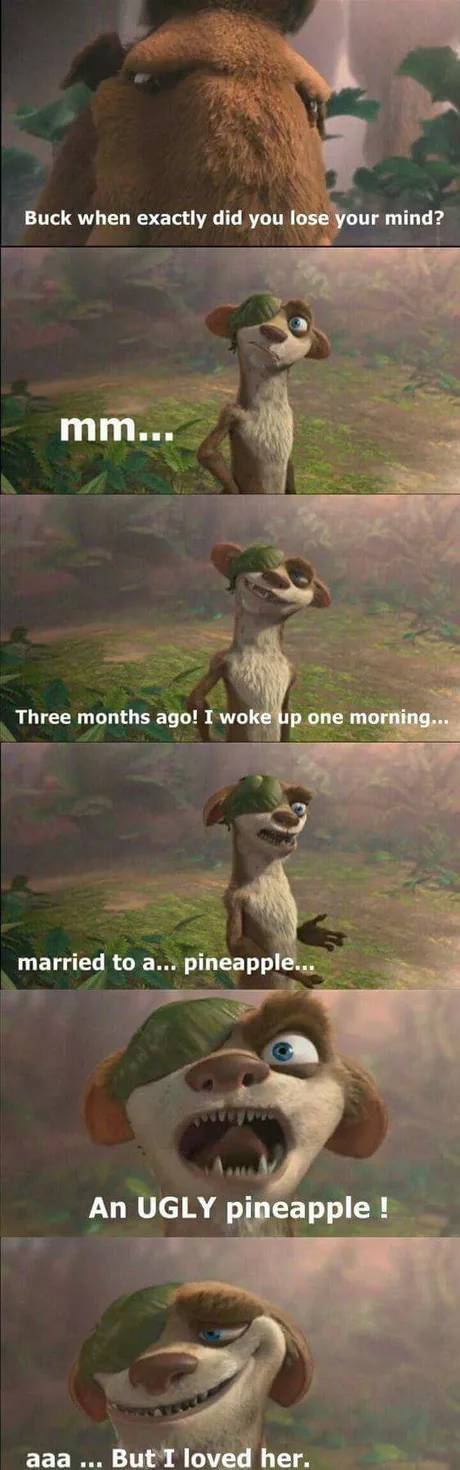 Buck when exactly did you lose your mind?
mm...
Three months ago! I woke up one morning...
married to a... pineapple...
An UGLY pineapple !
aaa ... But I loved her.